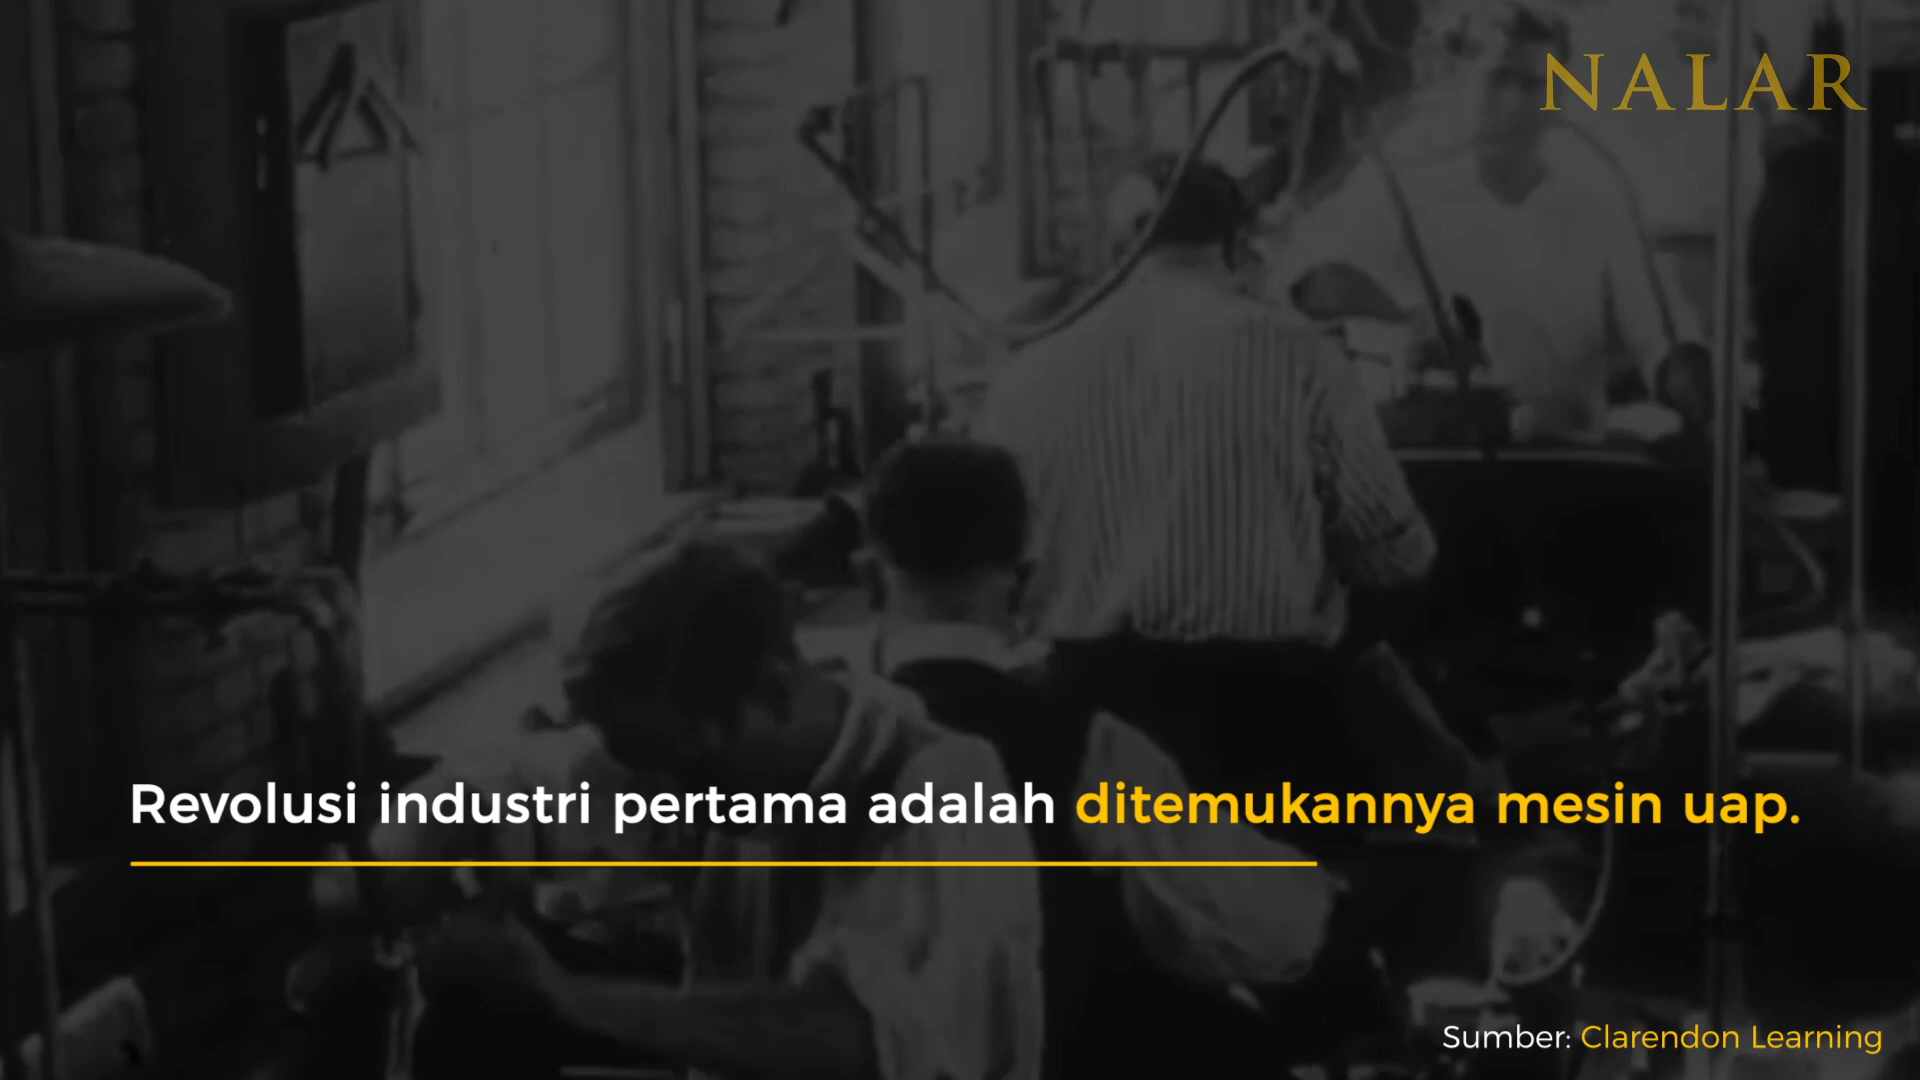 NALAR
Revolusi industri pertama adalah ditemukannya mesin uap.
Sumber: Clarendon Learning